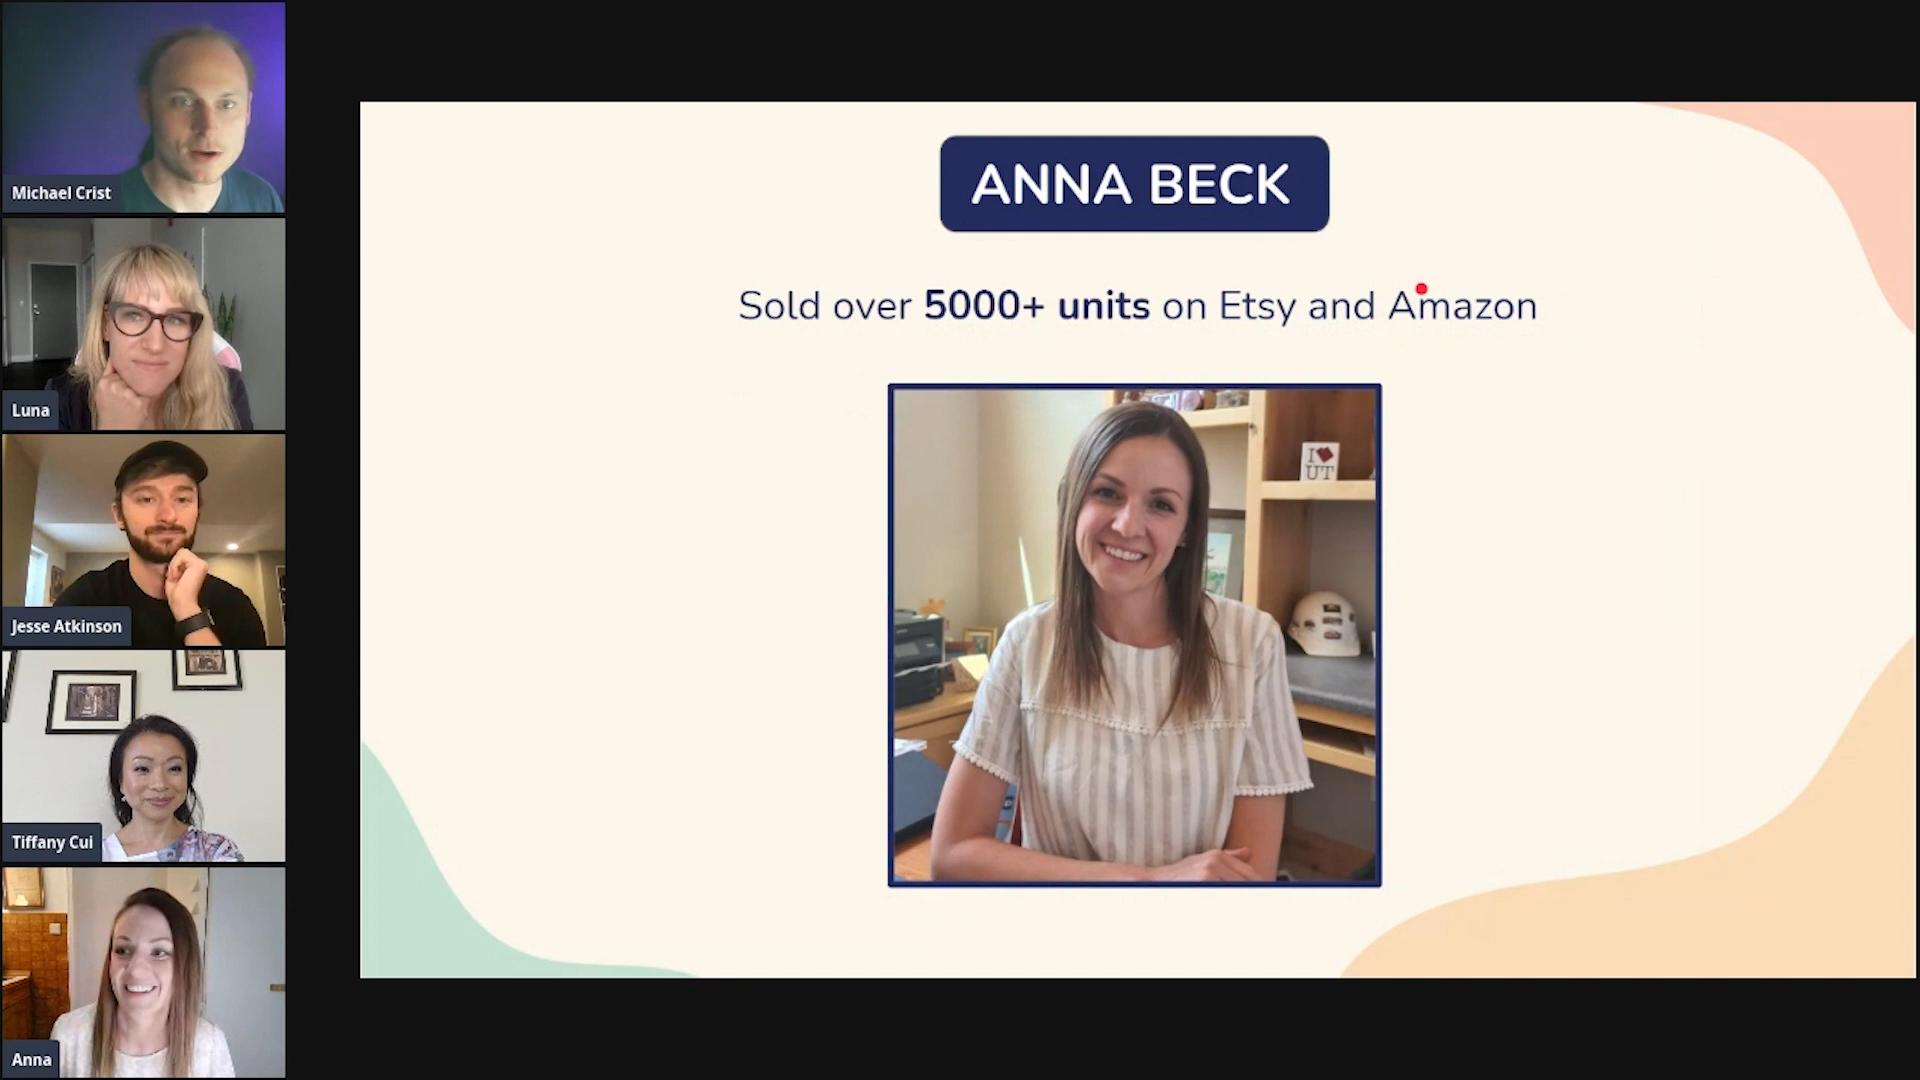 Michael Crist
Luna
Jesse Atkinson
Tiffany Cui
Anna
ANNA BECK
Sold over 5000+ units on Etsy and Amazon
I
UT